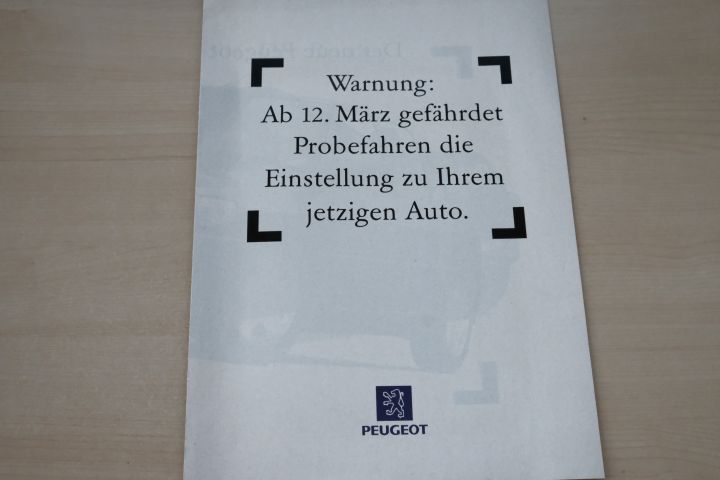 Warnung:
Ab 12. März gefährdet
Probefahren die
Einstellung zu Ihrem
jetzigen Auto.
PEUGEOT